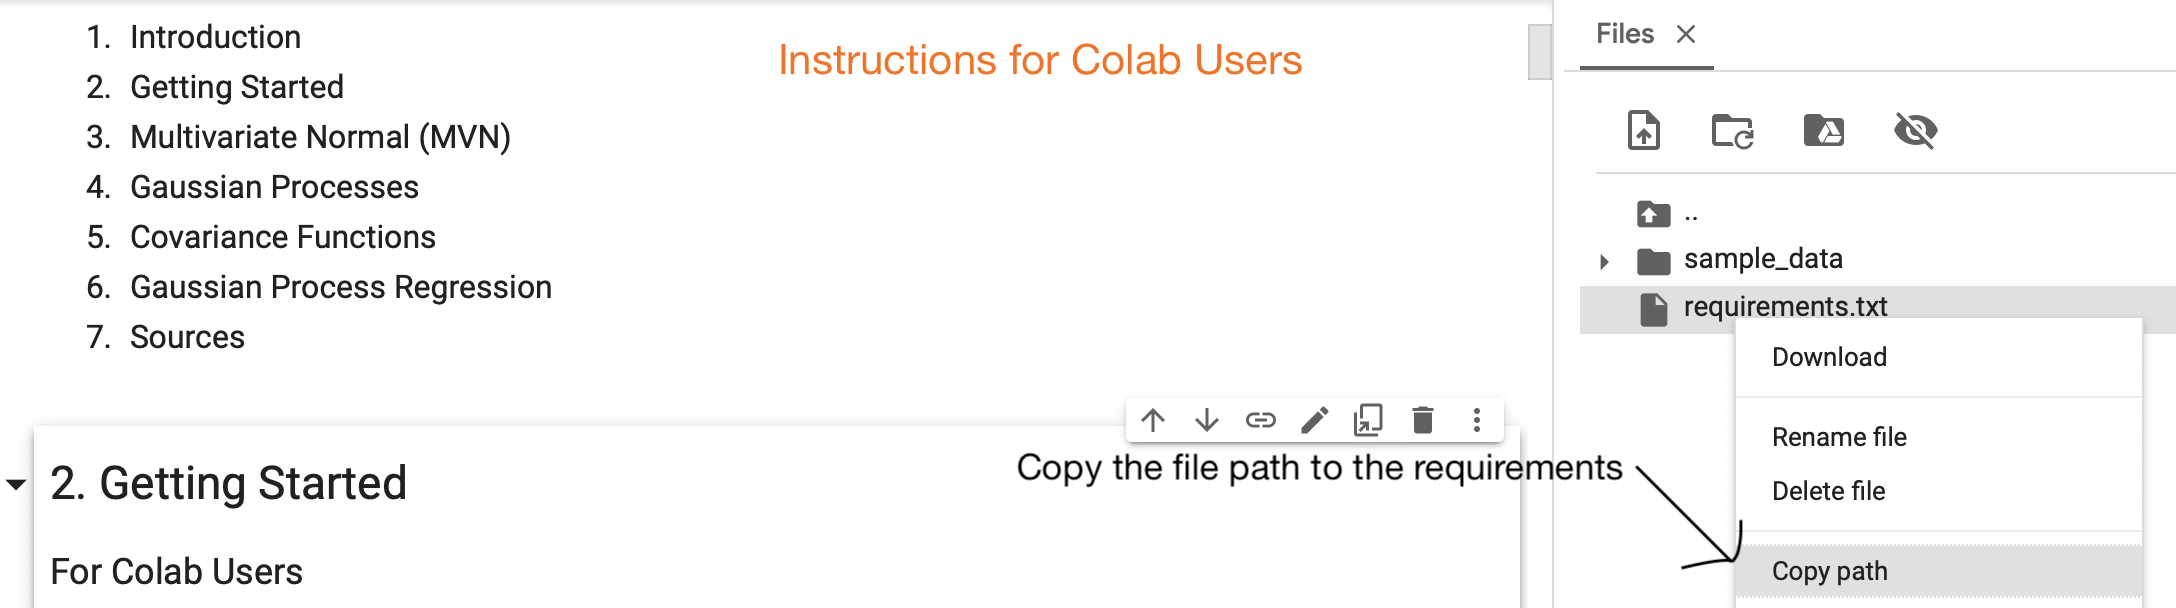 1. Introduction
2. Getting Started
3. Multivariate Normal (MVN)
4. Gaussian Processes
5. Covariance Functions
6. Gaussian Process Regression
7. Sources
Instructions for Colab Users
2. Getting Started
For Colab Users
Copy the file path to the requirements
Files
..
sample_data
requirements.txt
Download
Rename file
Delete file
Copy path